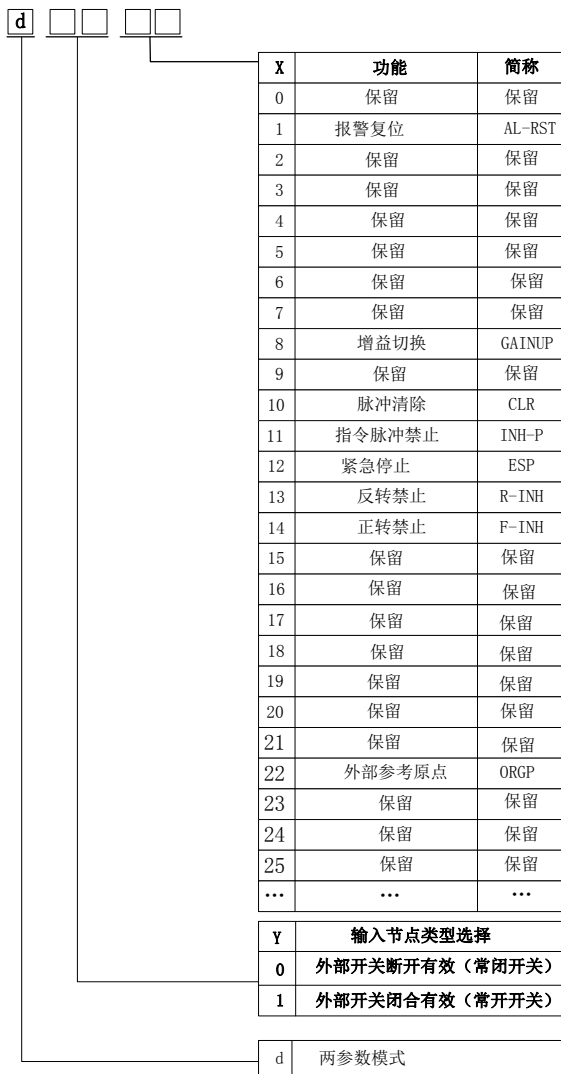 d
X 功能 简称
0 保留 保留
1 报警复位 AL-RST
2 保留 保留
3 保留 保留
4 保留 保留
5 保留 保留
6 保留 保留
7 保留 保留
8 增益切换 GAINUP
9 保留 保留
10 脉冲清除 CLR
11 指令脉冲禁止 INH-P
12 紧急停止 ESP
13 反转禁止 R-INH
14 正转禁止 F-INH
15 保留 保留
16 保留 保留
17 保留 保留
18 保留 保留
19 保留 保留
20 保留 保留
21 保留 保留
22 外部参考原点 ORGP
23 保留 保留
24 保留 保留
25 保留 保留
… … …
Y 输入节点类型选择
0 外部开关断开有效（常闭开关）
1 外部开关闭合有效（常开开关）
d 两参数模式